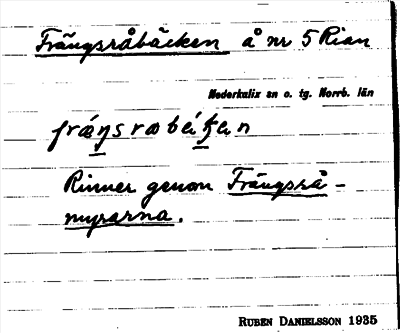 Frängsråbäcken å nr 5 Rian
Nederkalix sn o. tg. Norrb. län
Rinner genom Frängsrå-
myrarna.
RUBEN DANIELSSON 1935